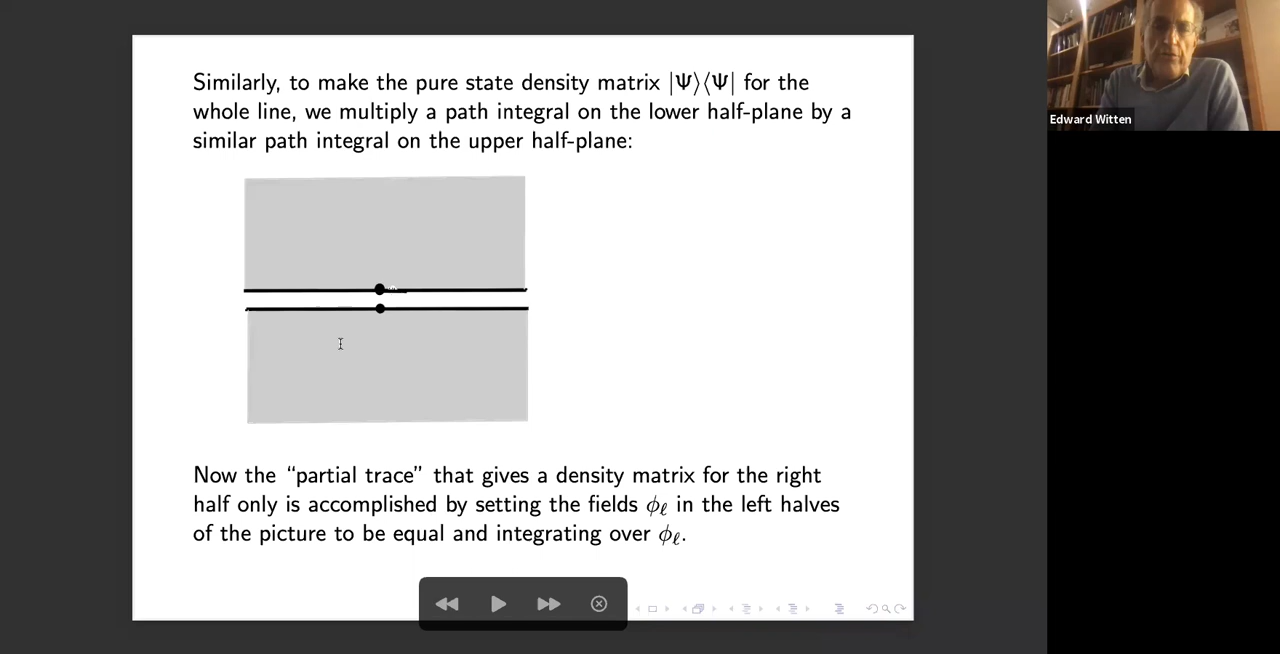 Similarly, to make the pure state density matrix |Ψ⟩⟨Ψ| for the
whole line, we multiply a path integral on the lower half-plane by a
similar path integral on the upper half-plane:
Now the “partial trace” that gives a density matrix for the right
half only is accomplished by setting the fields ϕℓ in the left halves
of the picture to be equal and integrating over ϕℓ.
Edward Witten